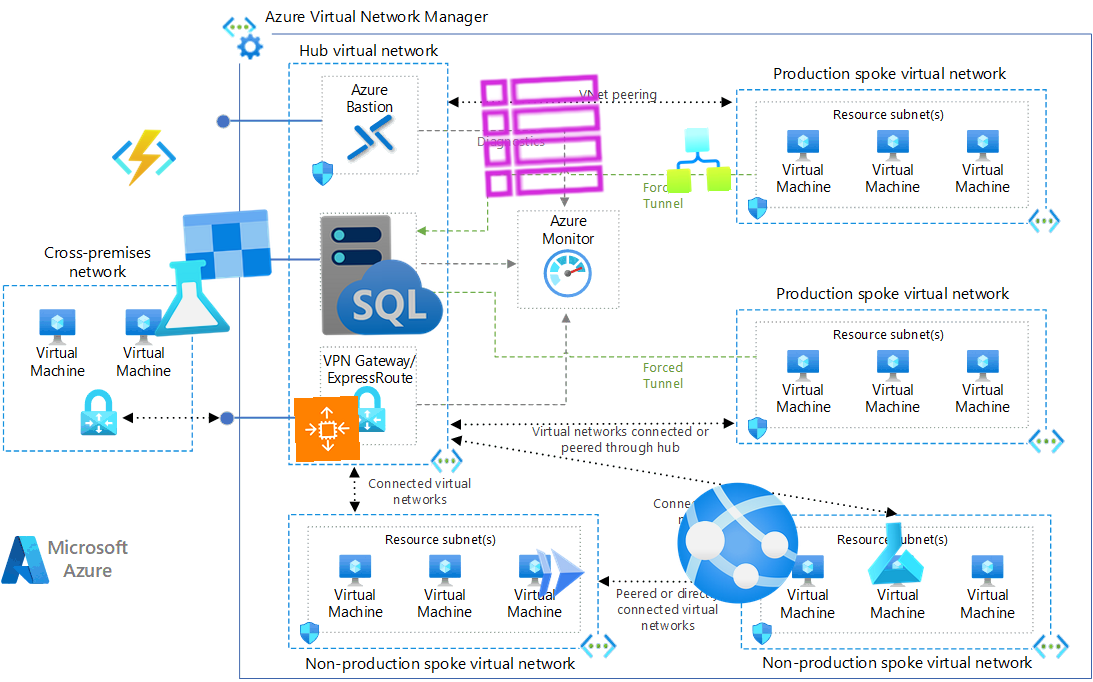 Azure Virtual Network Manager
Hub virtual network
Azure
Bastion
VNet peering
Diagnostics
Production spoke virtual network
Resource subnet(s)
Virtual
Machine
Virtual
Machine
Virtual
Machine
Forced
Tunnel
Cross-premises
network
Virtual
Machine
Virtual
Machine
SQL
Azure
Monitor
VPN Gateway/
ExpressRoute
Production spoke virtual network
Resource subnet(s)
Virtual
Machine
Virtual
Machine
Virtual
Machine
Forced
Tunnel
Virtual networks connected or
peered through hub
Connected virtual
networks
Microsoft
Azure
Resource subnet(s)
Virtual
Machine
Virtual
Machine
Virtual
Machine
Non-production spoke virtual network
Peered or directly
connected virtual
networks
Resource subnet(s)
Virtual
Machine
Virtual
Machine
Virtual
Machine
Non-production spoke virtual network